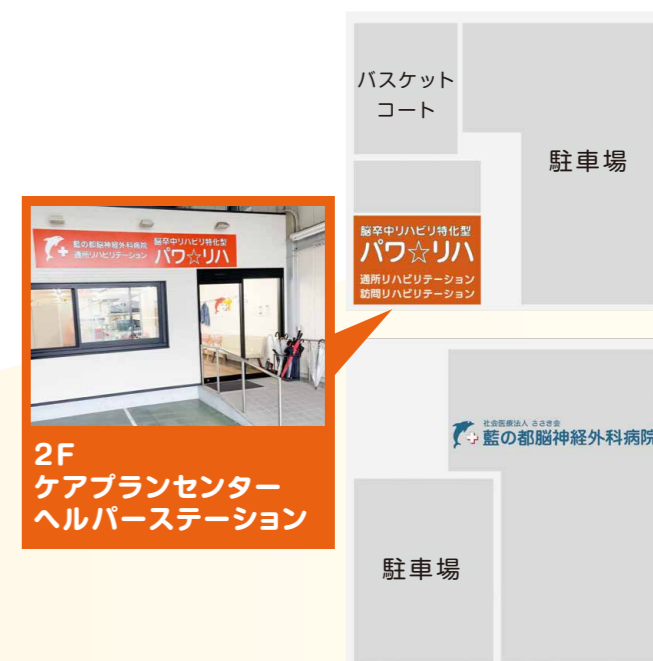 バスケット
コート
駐車場
脳卒中リハビリ特化型
パワ☆リハ
通所リハビリテーション
訪問リハビリテーション
藍の都脳神経外科病院
通所リハビリテーション
脳卒中リハビリ特化型
パワ☆リハ
2F
ケアプランセンター
ヘルパーステーション
社会医療法人 ささき会
藍の都脳神経外科病院
駐車場